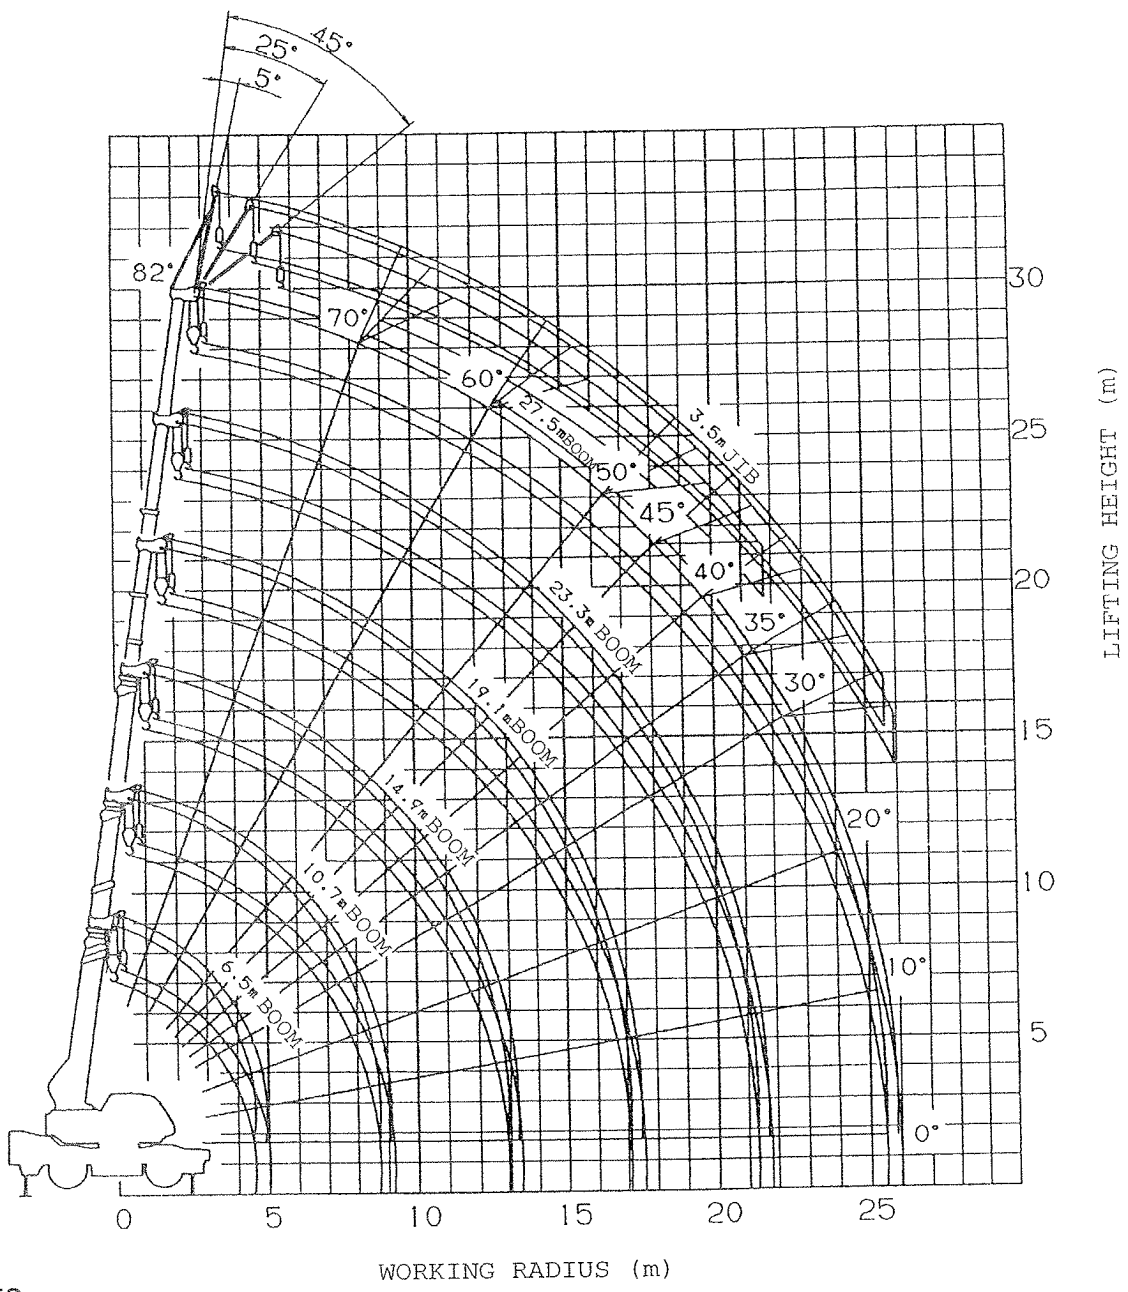 45°
25°
5°
82°
70°
60°
50°
45°
40°
35°
30°
20°
10°
0°
3.5m JIB
27.5m BOOM
23.3m BOOM
19.1m BOOM
14.9m BOOM
10.7m BOOM
6.5m BOOM
30
25
20
15
10
5
LIFTING HEIGHT (m)
0 5 10 15 20 25
WORKING RADIUS (m)